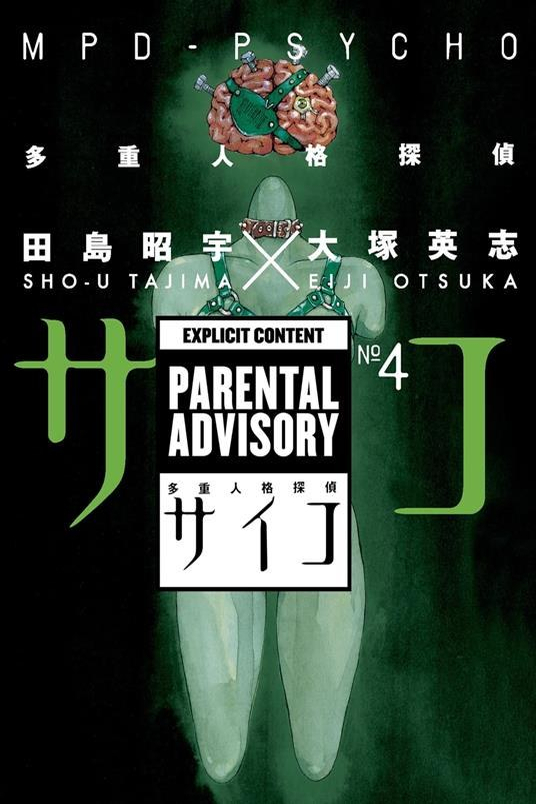 MPD-PSYCHO
多重人格探偵
田島昭宇×大塚英志
SHO-U TAJIMA EIJI OTSUKA
サイコ
№4
EXPLICIT CONTENT
PARENTAL
ADVISORY
多重人格探偵
サイコ